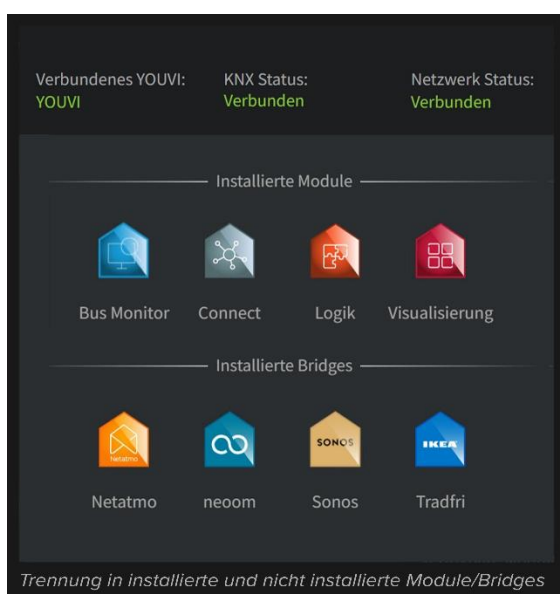 Verbundenes YOUVI: KNX Status: Netzwerk Status:
YOUVI Verbunden Verbunden
Installierte Module
Bus Monitor Connect Logik Visualisierung
Installierte Bridges
Netatmo SONOS IKEA
Netatmo neoom Sonos Tradfri
Trennung in installierte und nicht installierte Module/Bridges